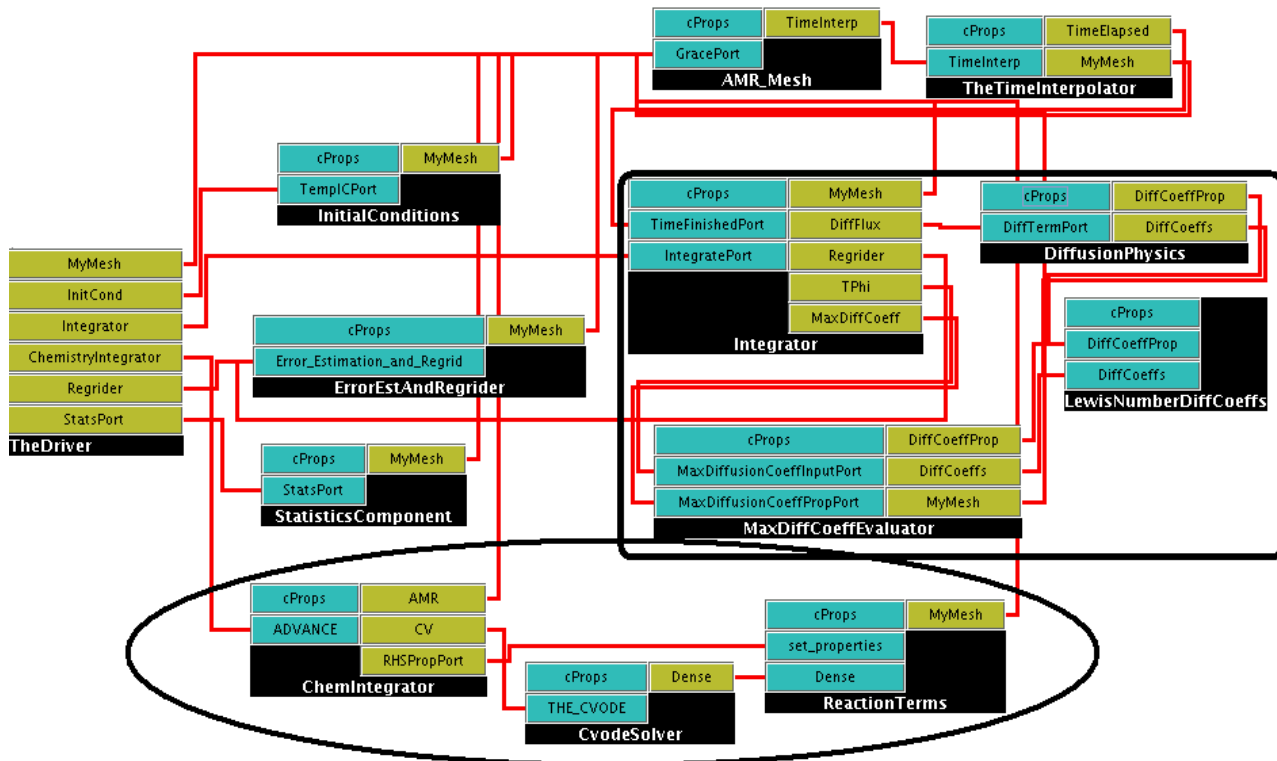 cProps TimeInterp
GracePort
AMR_Mesh
cProps TimeElapsed
TimeInterp MyMesh
TheTimeInterpolator
cProps MyMesh
TempICPort
InitialConditions
cProps MyMesh
TimeFinishedPort DiffFlux
IntegratePort Regrider
TPhi
MaxDiffCoeff
Integrator
cProps DiffCoeffProp
DiffTermPort DiffCoeffs
DiffusionPhysics
MyMesh
InitCond
Integrator
ChemistryIntegrator
Regrider
StatsPort
TheDriver
cProps MyMesh
Error_Estimation_and_Regrid
ErrorEstAndRegrider
cProps
DiffCoeffProp
DiffCoeffs
LewisNumberDiffCoeffs
cProps MyMesh
StatsPort
StatisticsComponent
cProps DiffCoeffProp
MaxDiffusionCoeffInputPort DiffCoeffs
MaxDiffusionCoeffPropPort MyMesh
MaxDiffCoeffEvaluator
cProps AMR
ADVANCE CV
RHSPropPort
ChemIntegrator
cProps Dense
THE_CVODE
CvodeSolver
cProps MyMesh
set_properties
Dense
ReactionTerms